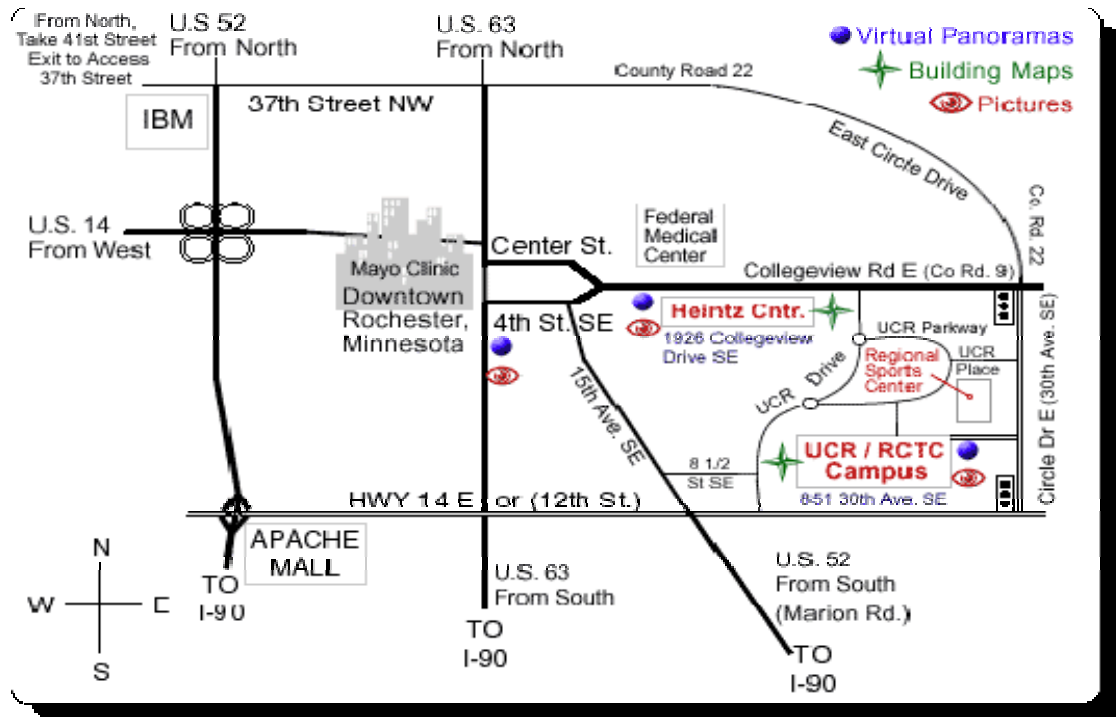 From North,
Take 41st Street
Exit to Access
37th Street
U.S 52
From North
U.S. 63
From North
Virtual Panoramas
Building Maps
Pictures
County Road 22
37th Street NW
IBM
East Circle Drive
Co. Rd. 22
U.S. 14
From West
Mayo Clinic
Downtown
Rochester,
Minnesota
Center St.
Federal
Medical
Center
Collegeview Rd E (Co Rd. 9)
4th St. SE
Heintz Cntr.
1926 Collegeview
Drive SE
UCR Parkway
UCR
Place
Regional
Sports
Center
UCR Drive
15th Ave. SE
Circle Dr E (30th Ave. SE)
8 1/2
St SE
UCR / RCTC
Campus
851 30th Ave. SE
HWY 14 E or (12th St.)
APACHE
MALL
TO
I-90
N
W E
S
U.S. 63
From South
TO
I-90
U.S. 52
From South
(Marion Rd.)
TO
I-90